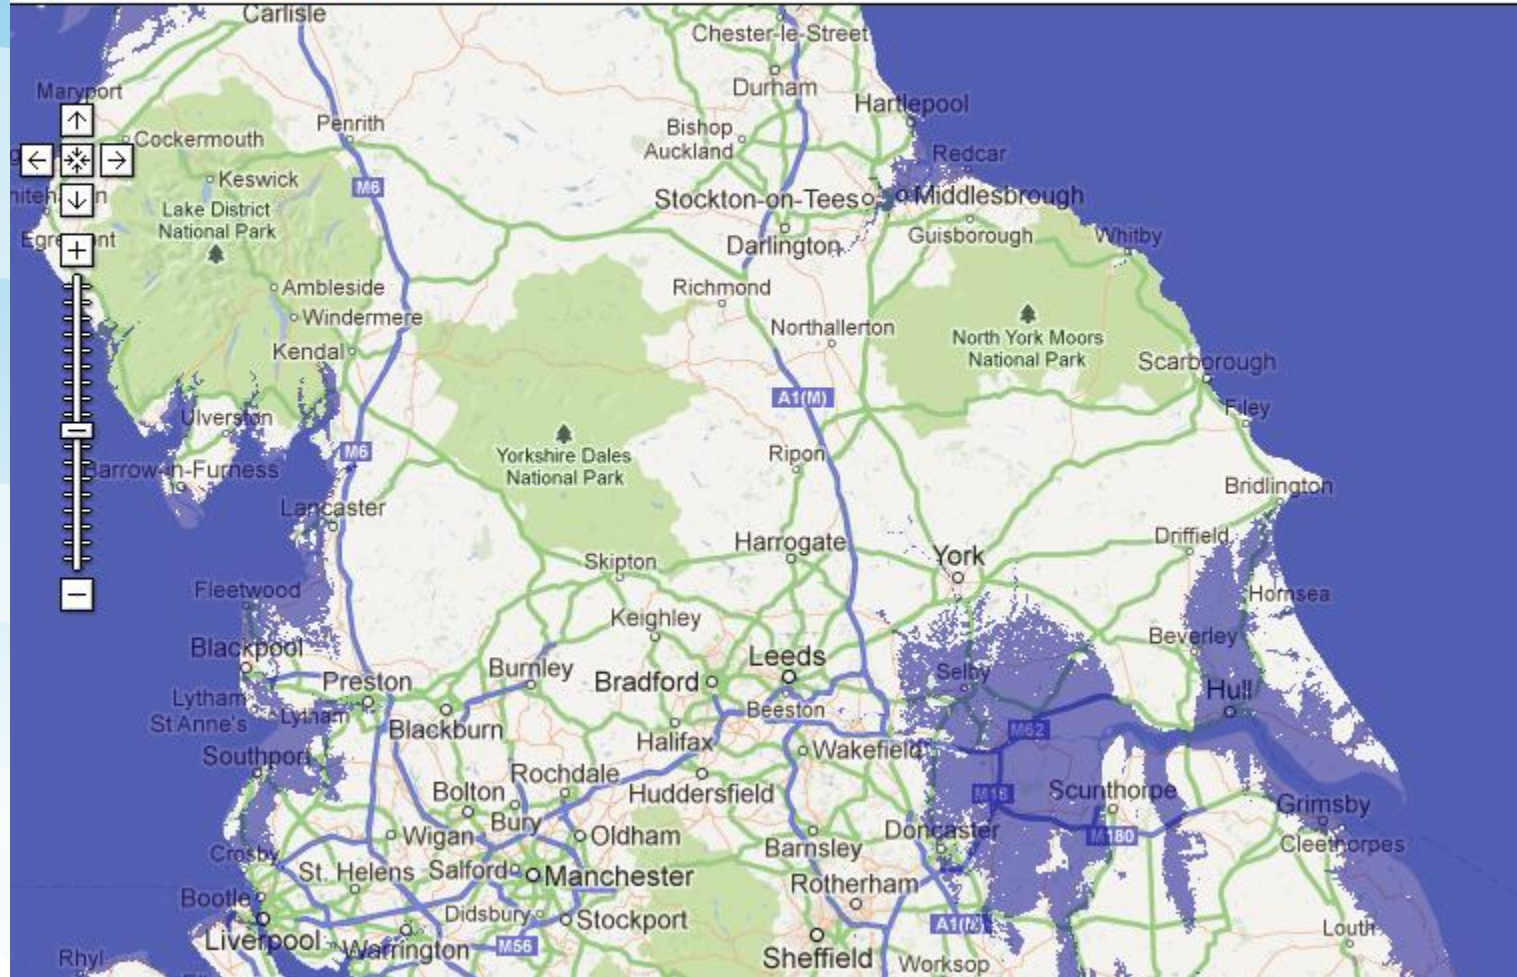 Carlisle
Chester-le-Street
Maryport
Durham
Hartlepool
Cockermouth
Penrith
Bishop
Auckland
Redcar
Keswick
M6
Stockton-on-Tees
Middlesbrough
Lake District
National Park
Guisborough
Whitby
Darlington
Ambleside
Richmond
Windermere
Northallerton
North York Moors
National Park
Kendal
Scarborough
A1(M)
Filey
Ulverston
M6
Ripon
Yorkshire Dales
National Park
Barrow-in-Furness
Bridlington
Lancaster
Driffield
Harrogate
York
Skipton
Fleetwood
Hornsea
Keighley
Beverley
Blackpool
Leeds
Burnley
Bradford
Selby
Preston
Hull
Lytham
St Anne's
Lytham
Beeston
Blackburn
M62
Halifax
Wakefield
Southport
Rochdale
Bolton
Huddersfield
M18
Scunthorpe
Grimsby
Bury
Wigan
Oldham
Doncaster
M180
Barnsley
Cleethorpes
Crosby
St. Helens
Salford
Manchester
Rotherham
Bootle
Didsbury
Stockport
A1(M)
Louth
Liverpool
Warrington
M56
Sheffield
Rhyl
Worksop